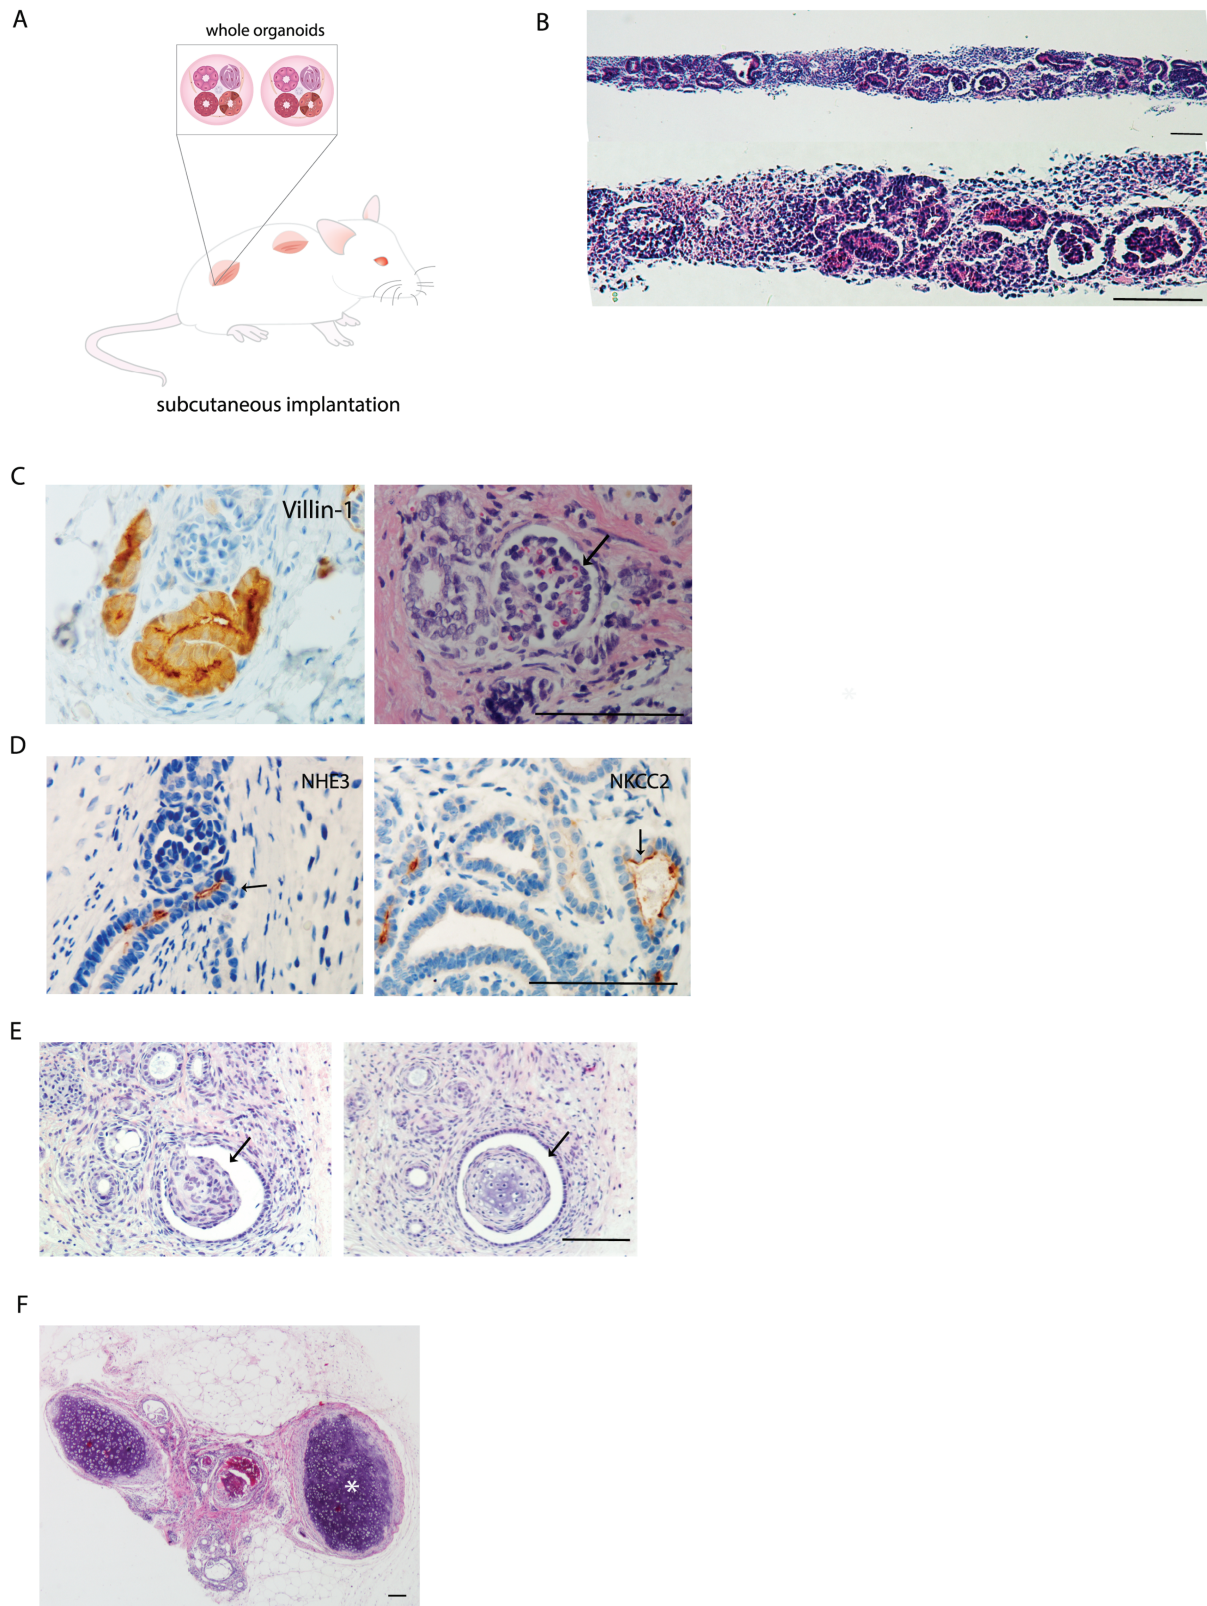 A
whole organoids
subcutaneous implantation
B
C
Villin-1
*
D
NHE3
NKCC2
E
F
*